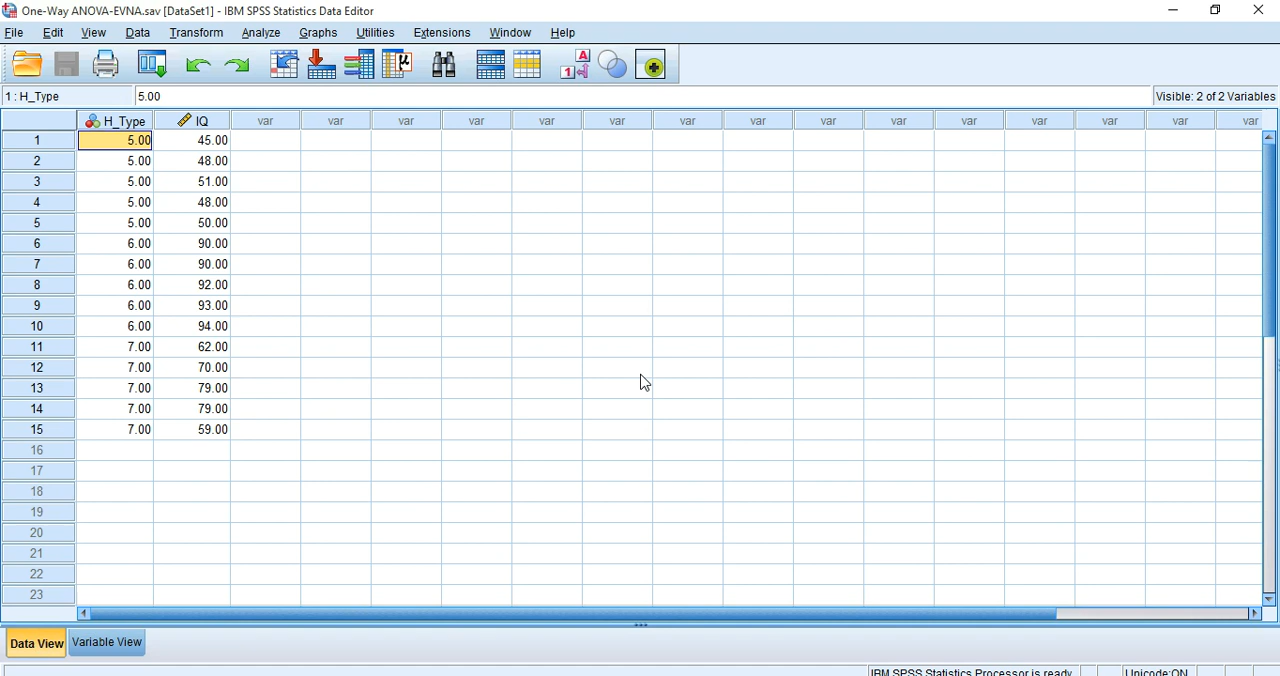 One-Way ANOVA-EVNA.sav [DataSet1] - IBM SPSS Statistics Data Editor
File Edit View Data Transform Analyze Graphs Utilities Extensions Window Help
1 : H_Type 5.00 Visible: 2 of 2 Variables
H_Type IQ var var var var var var var var var var var var var var var
1 5.00 45.00
2 5.00 48.00
3 5.00 51.00
4 5.00 48.00
5 5.00 50.00
6 6.00 90.00
7 6.00 90.00
8 6.00 92.00
9 6.00 93.00
10 6.00 94.00
11 7.00 62.00
12 7.00 70.00
13 7.00 79.00
14 7.00 79.00
15 7.00 59.00
16
17
18
19
20
21
22
23
Data View Variable View
IBM SPSS Statistics Processor is ready Unicode:ON